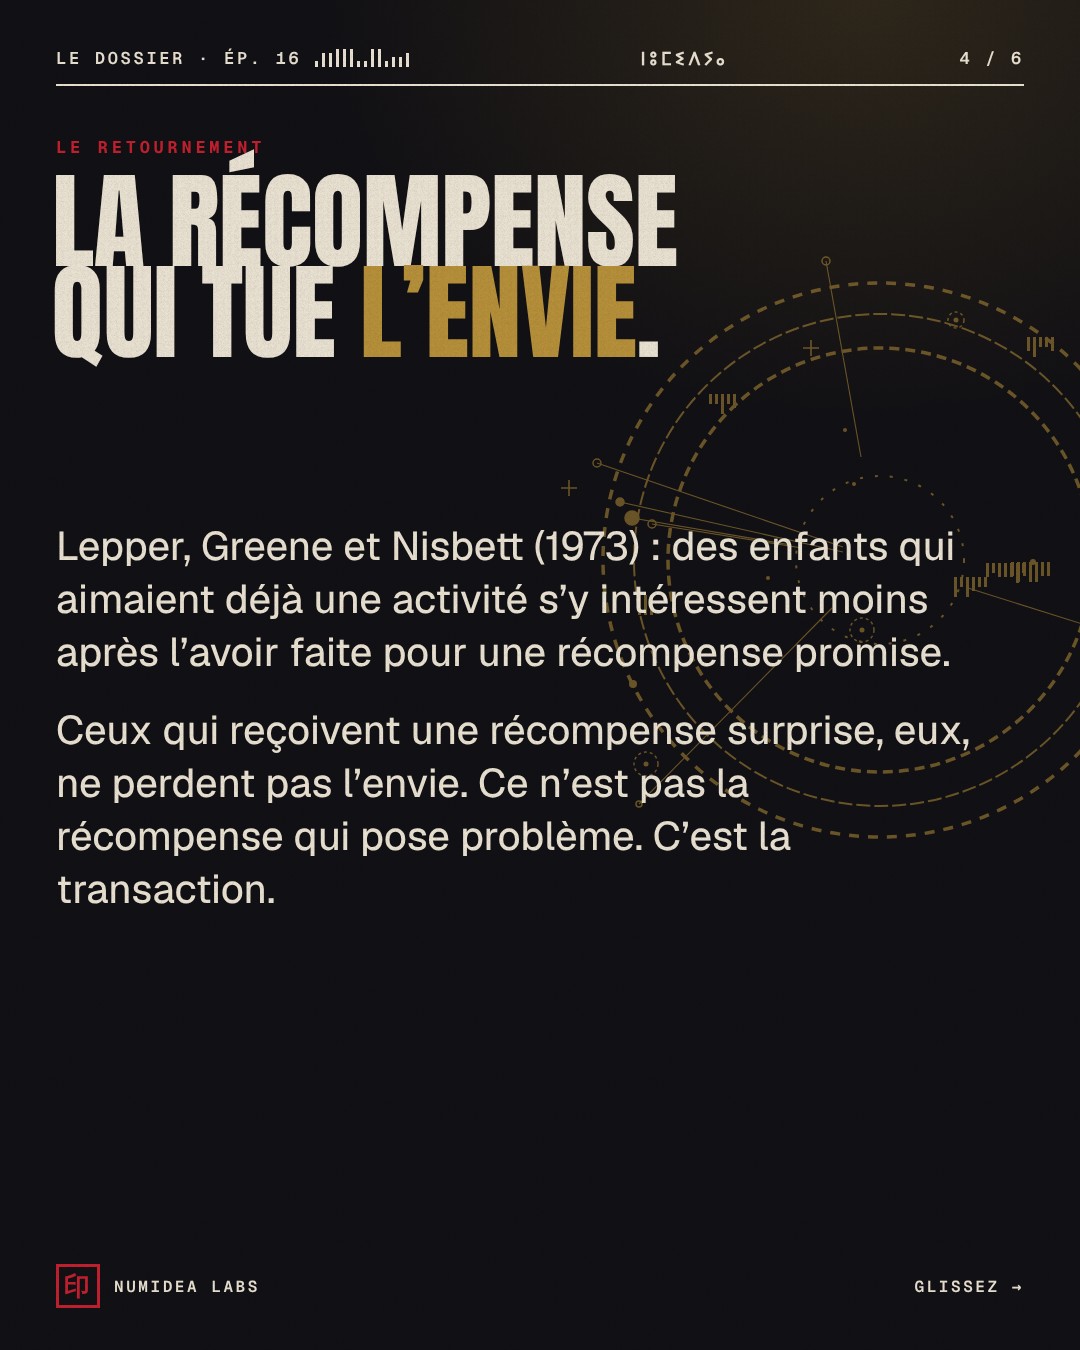 LE DOSSIER · ÉP. 16
ⵏⵓⵎⵉⴷⵢⴰ
4 / 6
LE RETOURNEMENT
LA RÉCOMPENSE
QUI TUE L’ENVIE.
Lepper, Greene et Nisbett (1973) : des enfants qui
aimaient déjà une activité s’y intéressent moins
après l’avoir faite pour une récompense promise.
Ceux qui reçoivent une récompense surprise, eux,
ne perdent pas l’envie. Ce n’est pas la
récompense qui pose problème. C’est la
transaction.
印 NUMIDEA LABS
GLISSEZ →